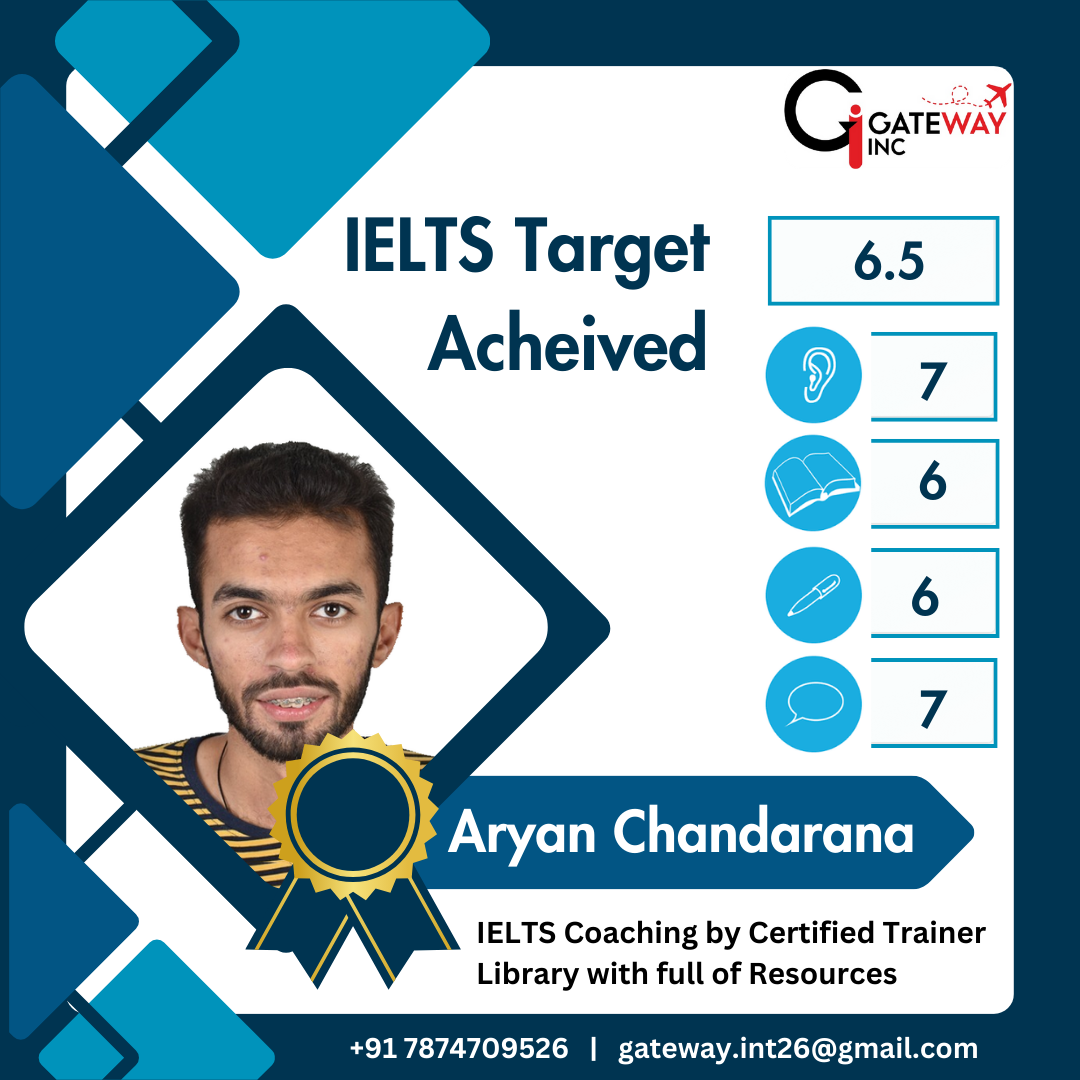 GATEWAY
INC
IELTS Target
Acheived
6.5
7
6
6
7
Aryan Chandarana
IELTS Coaching by Certified Trainer
Library with full of Resources
+91 7874709526 | gateway.int26@gmail.com